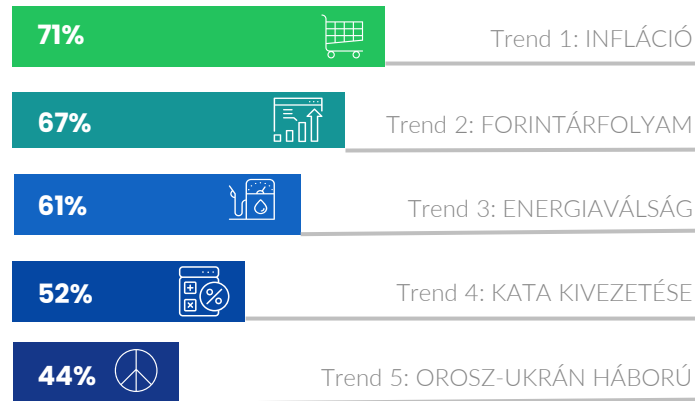 71% Trend 1: INFLÁCIÓ
67% Trend 2: FORINTÁRFOLYAM
61% Trend 3: ENERGIAVÁLSÁG
52% Trend 4: KATA KIVEZETÉSE
44% Trend 5: OROSZ-UKRÁN HÁBORÚ